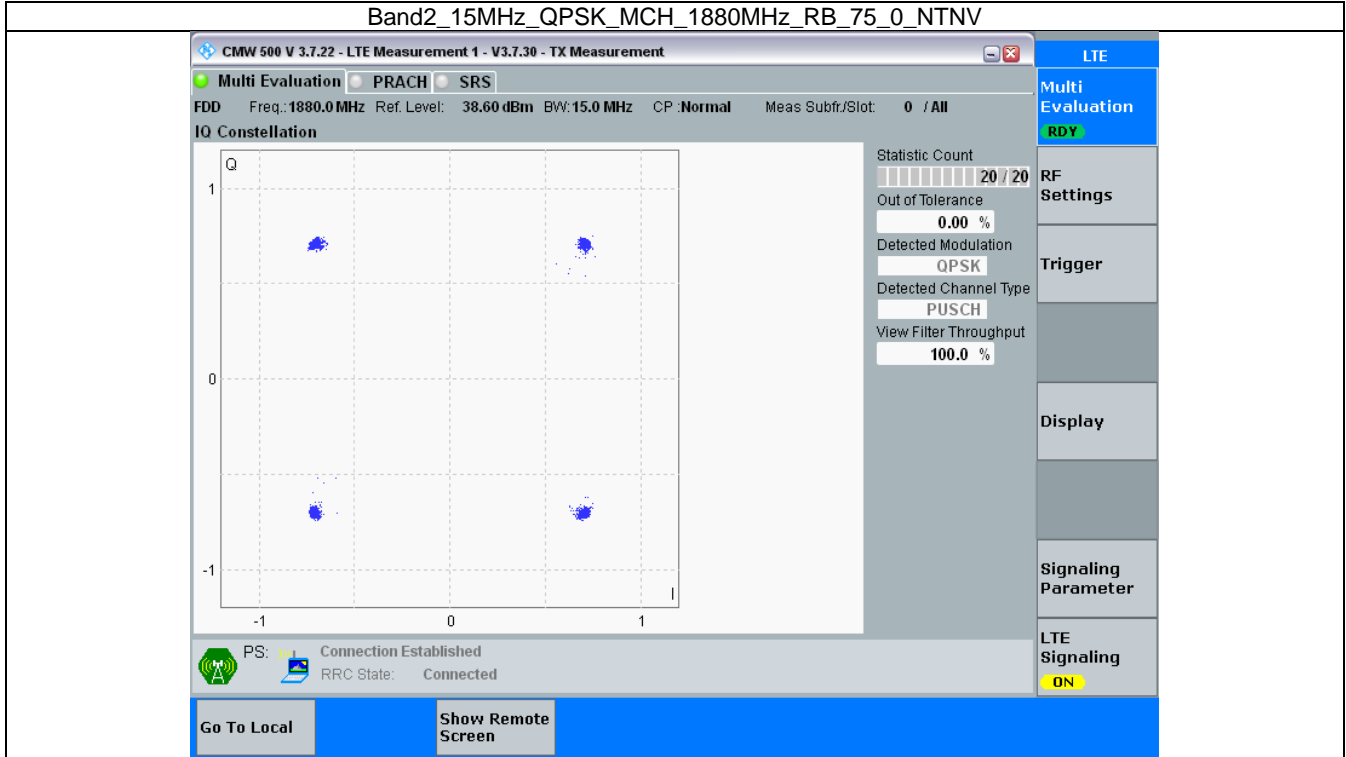 Band2_15MHz_QPSK_MCH_1880MHz_RB_75_0_NTNV
CMW 500 V 3.7.22 - LTE Measurement 1 - V3.7.30 - TX Measurement
LTE
Multi Evaluation PRACH SRS
Multi
Evaluation
RDY
FDD Freq.: 1880.0 MHz Ref. Level: 38.60 dBm BW: 15.0 MHz CP :Normal Meas Subfr./Slot: 0 / All
IQ Constellation
Q
1
0
-1
I
-1 0 1
Statistic Count
20 / 20
Out of Tolerance
0.00 %
Detected Modulation
QPSK
Detected Channel Type
PUSCH
View Filter Throughput
100.0 %
RF
Settings
Trigger
Display
Signaling
Parameter
LTE
Signaling
ON
PS: Connection Established
RRC State: Connected
Go To Local
Show Remote
Screen